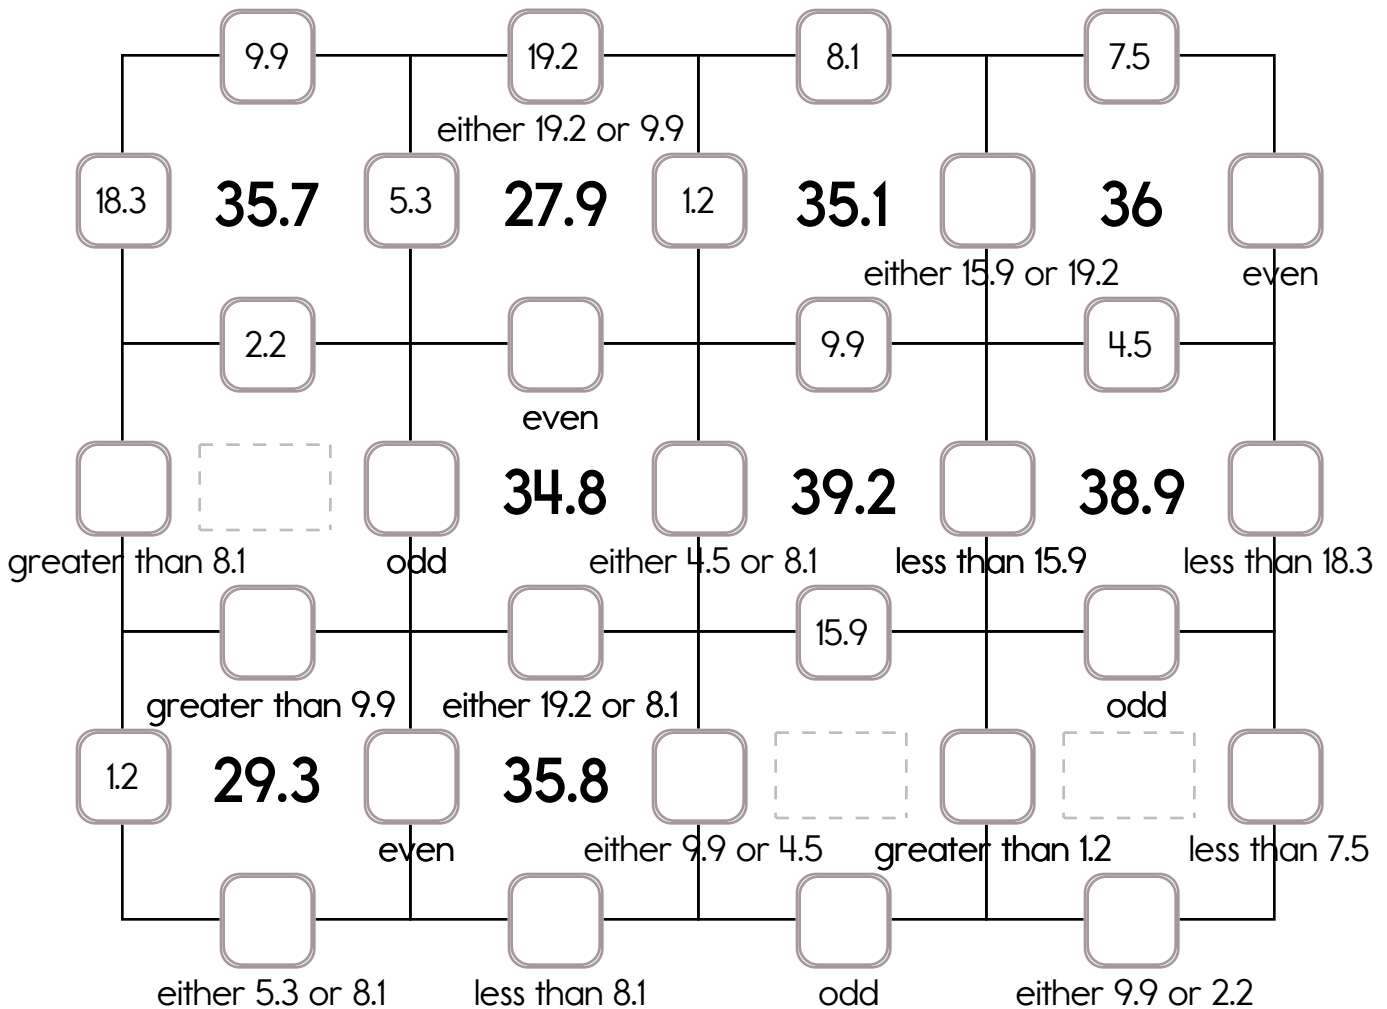 9.9 19.2 8.1 7.5
either 19.2 or 9.9
18.3 35.7 5.3 27.9 1.2 35.1 36
either 15.9 or 19.2 even
2.2 9.9 4.5
even
34.8 39.2 38.9
greater than 8.1 odd either 4.5 or 8.1 less than 15.9 less than 18.3
15.9
greater than 9.9 either 19.2 or 8.1 odd
1.2 29.3 35.8
even either 9.9 or 4.5 greater than 1.2 less than 7.5
either 5.3 or 8.1 less than 8.1 odd either 9.9 or 2.2